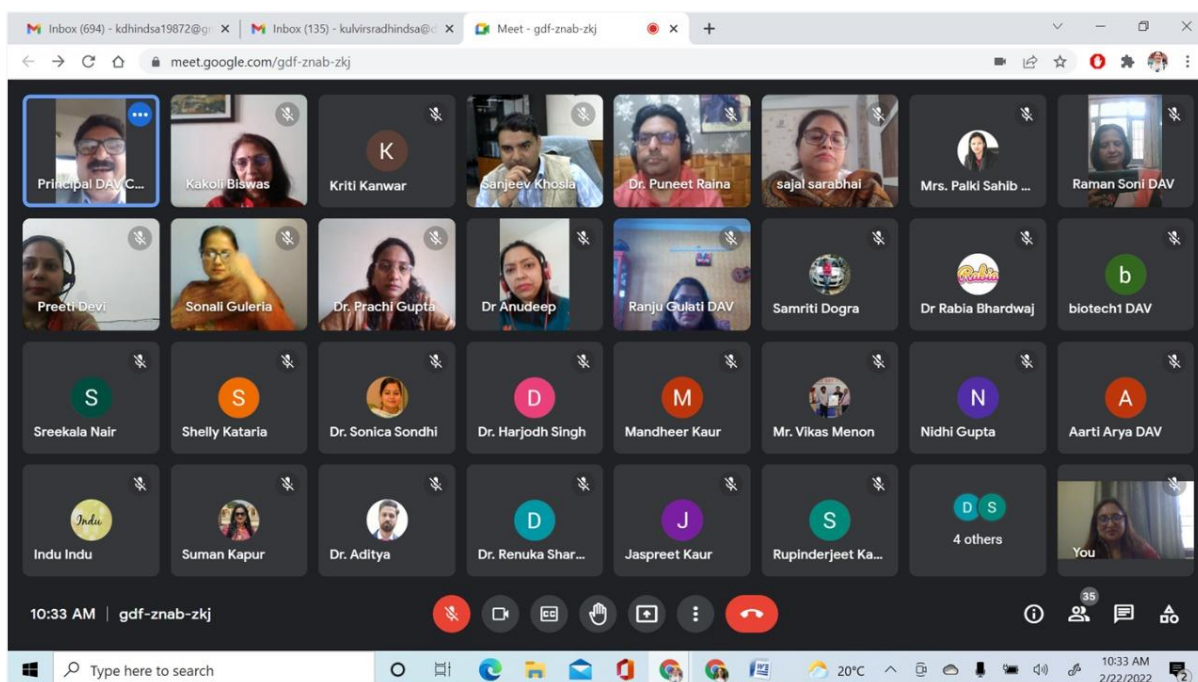 Inbox (694) - kdhindsa19872@g
Inbox (135) - kulvirsradhindsa@d
Meet - gdf-znab-zkj
meet.google.com/gdf-znab-zkj
Principal DAV C...
Kakoli Biswas
K
Kriti Kanwar
Sanjeev Khosla
Dr. Puneet Raina
sajal sarabhai
Mrs. Palki Sahib ...
Raman Soni DAV
Preeti Devi
Sonali Guleria
Dr. Prachi Gupta
Dr Anudeep
Ranju Gulati DAV
Samriti Dogra
Rabia
Dr Rabia Bhardwaj
b
biotech1 DAV
S
Sreekala Nair
S
Shelly Kataria
Dr. Sonica Sondhi
D
Dr. Harjodh Singh
M
Mandheer Kaur
Mr. Vikas Menon
N
Nidhi Gupta
A
Aarti Arya DAV
Indu
Indu Indu
Suman Kapur
Dr. Aditya
D
Dr. Renuka Shar...
J
Jaspreet Kaur
S
Rupinderjeet Ka...
D S
4 others
You
10:33 AM | gdf-znab-zkj
CC
35
Type here to search
20°C
10:33 AM
2/22/2022
2